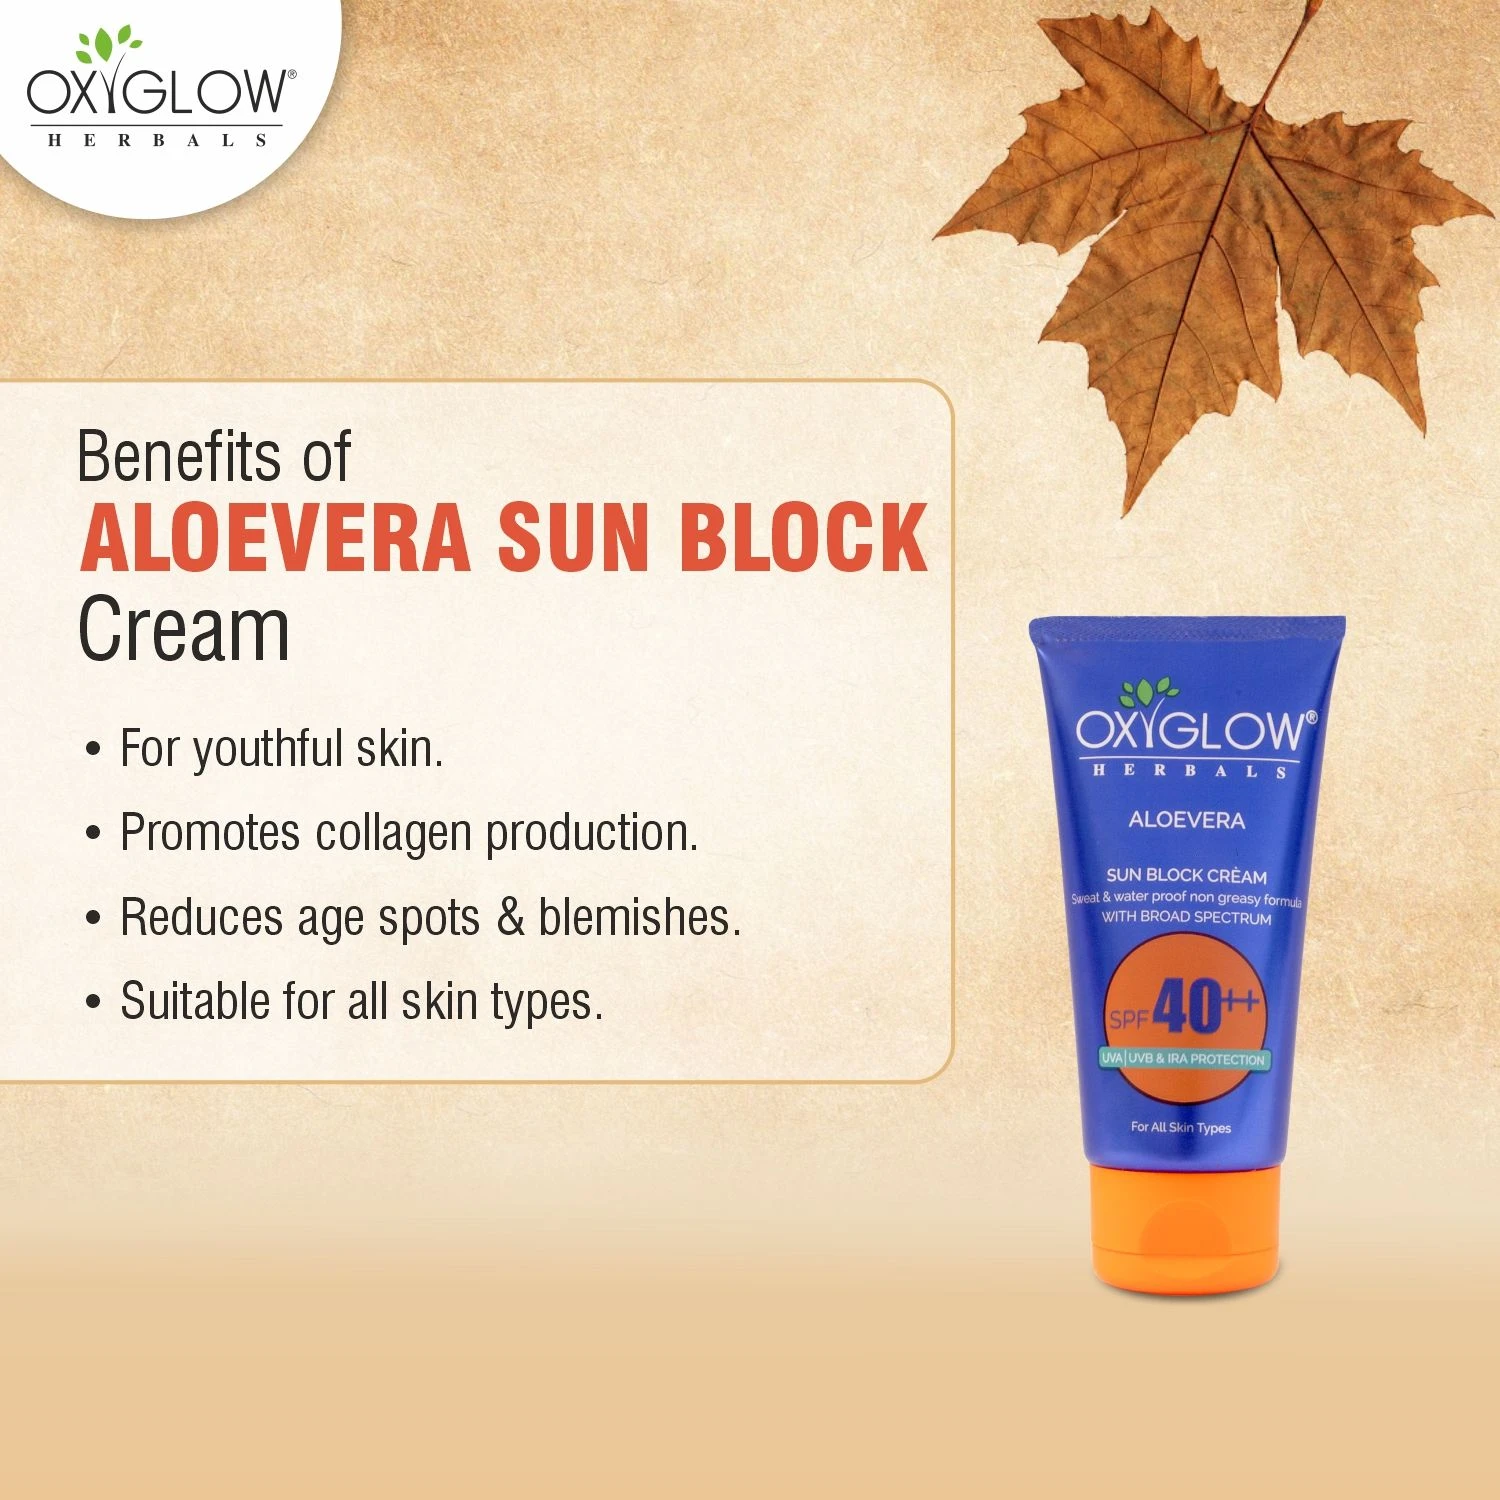 OXYGLOW®
HERBALS
Benefits of
ALOEVERA SUN BLOCK
Cream
• For youthful skin.
• Promotes collagen production.
• Reduces age spots & blemishes.
• Suitable for all skin types.
OXYGLOW®
HERBALS
ALOEVERA
SUN BLOCK CRÈAM
Sweat & water proof non greasy formula
WITH BROAD SPECTRUM
SPF 40++
UVA|UVB & IRA PROTECTION
For All Skin Types